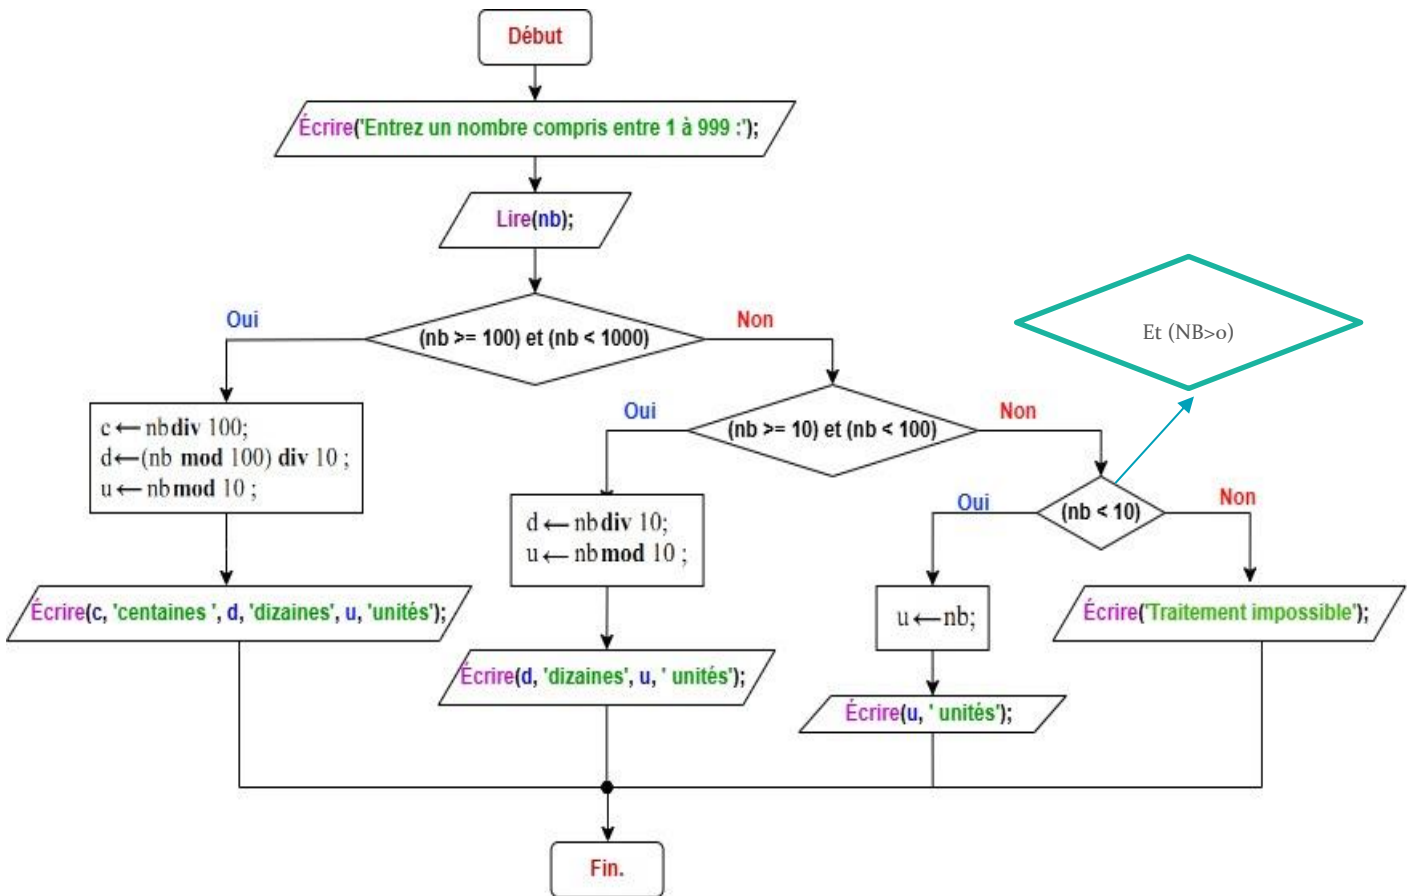 Début
Écrire('Entrez un nombre compris entre 1 à 999 :');
Lire(nb);
Oui
(nb >= 100) et (nb < 1000)
Non
Et (NB>0)
c ← nb div 100;
d ← (nb mod 100) div 10 ;
u ← nb mod 10 ;
Oui
(nb >= 10) et (nb < 100)
Non
d ← nb div 10;
u ← nb mod 10 ;
Oui
(nb < 10)
Non
Écrire(c, 'centaines ', d, 'dizaines', u, 'unités');
u ← nb;
Écrire('Traitement impossible');
Écrire(d, 'dizaines', u, ' unités');
Écrire(u, ' unités');
Fin.